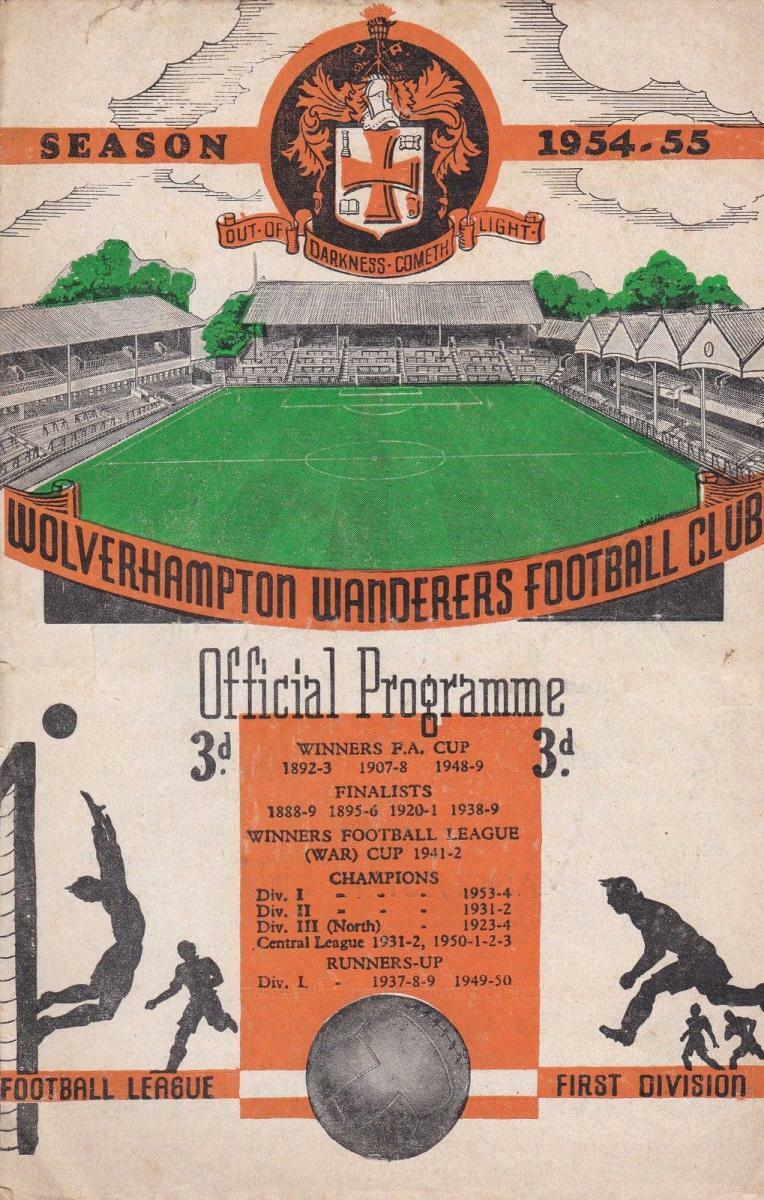 SEASON 1954-55
OUT·OF DARKNESS·COMETH LIGHT·
WOLVERHAMPTON WANDERERS FOOTBALL CLUB
Official Programme
3d. 3d.
WINNERS F.A. CUP
1892-3 1907-8 1948-9
FINALISTS
1888-9 1895-6 1920-1 1938-9
WINNERS FOOTBALL LEAGUE
(WAR) CUP 1941-2
CHAMPIONS
Div. I - - - 1953-4
Div. II - - - 1931-2
Div. III (North) - 1923-4
Central League 1931-2, 1950-1-2-3
RUNNERS-UP
Div. I. - 1937-8-9 1949-50
FOOTBALL LEAGUE FIRST DIVISION